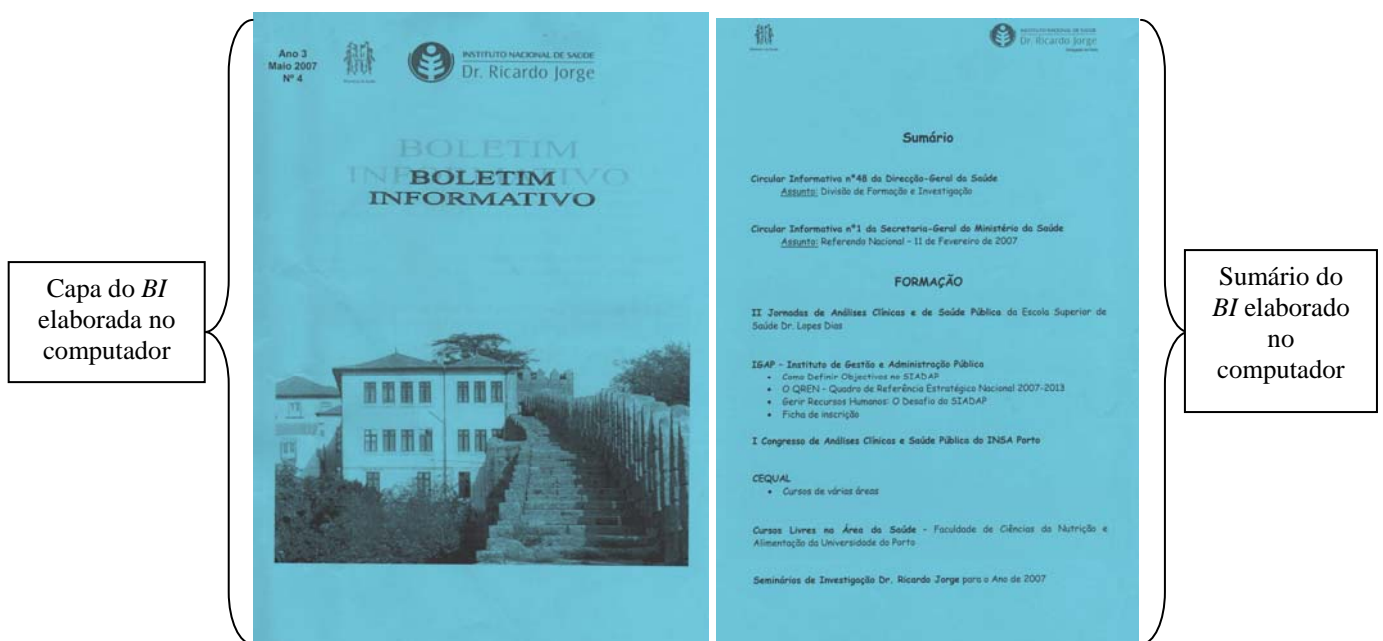 Capa do BI
elaborada no
computador
Ano 3
Maio 2007
Nº 4
INSTITUTO NACIONAL DE SAÚDE
Dr. Ricardo Jorge
BOLETIM
INFORMATIVO
BOLETIM
INFORMATIVO
INSTITUTO NACIONAL DE SAÚDE
Dr. Ricardo Jorge
Sumário
Circular Informativa nº48 da Direcção-Geral da Saúde
Assunto: Divisão de Formação e Investigação
Circular Informativa nº1 da Secretaria-Geral do Ministério da Saúde
Assunto: Referendo Nacional – 11 de Fevereiro de 2007
FORMAÇÃO
II Jornadas de Análises Clínicas e de Saúde Pública da Escola Superior de
Saúde Dr. Lopes Dias
IGAP – Instituto de Gestão e Administração Pública
• Como Definir Objectivos no SIADAP
• O QREN – Quadro de Referência Estratégico Nacional 2007-2013
• Gerir Recursos Humanos: O Desafio do SIADAP
• Ficha de inscrição
I Congresso de Análises Clínicas e Saúde Pública do INSA Porto
CEQUAL
• Cursos de várias áreas
Cursos Livres na Área da Saúde – Faculdade de Ciências da Nutrição e
Alimentação da Universidade do Porto
Seminários de Investigação Dr. Ricardo Jorge para o Ano de 2007
Sumário do
BI elaborado
no
computador